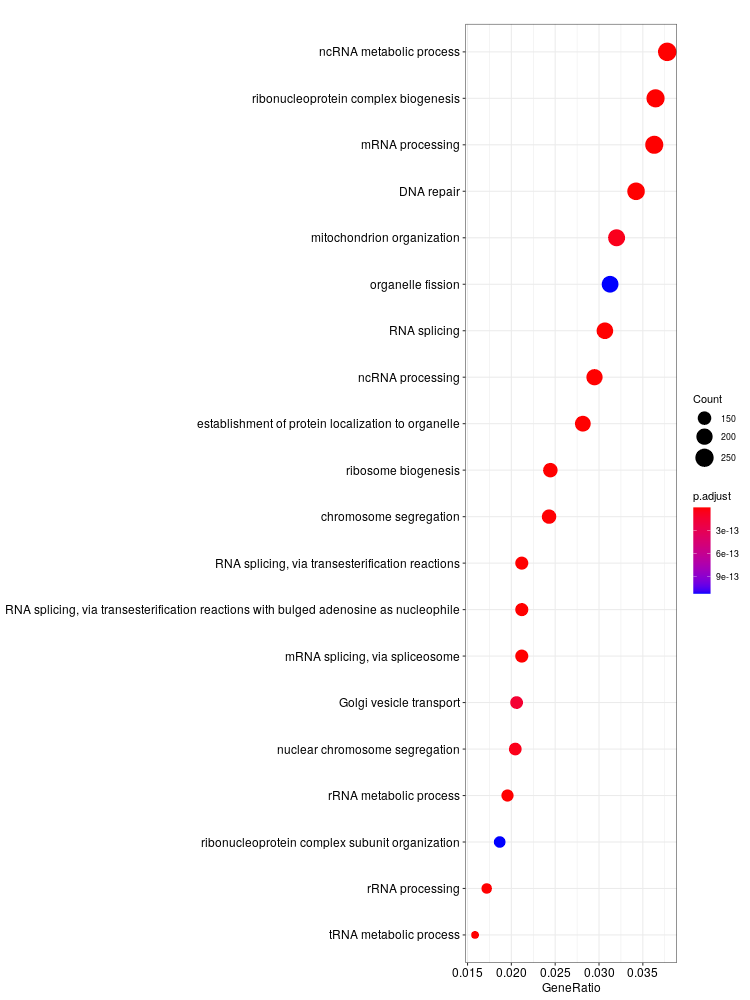 ncRNA metabolic process
ribonucleoprotein complex biogenesis
mRNA processing
DNA repair
mitochondrion organization
organelle fission
RNA splicing
ncRNA processing
establishment of protein localization to organelle
ribosome biogenesis
chromosome segregation
RNA splicing, via transesterification reactions
RNA splicing, via transesterification reactions with bulged adenosine as nucleophile
mRNA splicing, via spliceosome
Golgi vesicle transport
nuclear chromosome segregation
rRNA metabolic process
ribonucleoprotein complex subunit organization
rRNA processing
tRNA metabolic process
0.015 0.020 0.025 0.030 0.035
GeneRatio
Count
150
200
250
p.adjust
3e-13
6e-13
9e-13